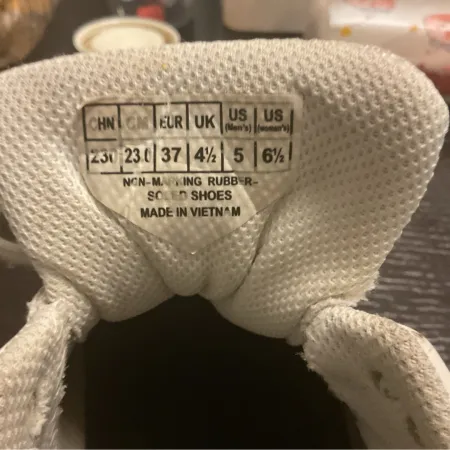 CHN CM EUR UK US (Men's) US (women's)
230 23.0 37 4½ 5 6½
NON-MARKING RUBBER-
SOLED SHOES
MADE IN VIETNAM